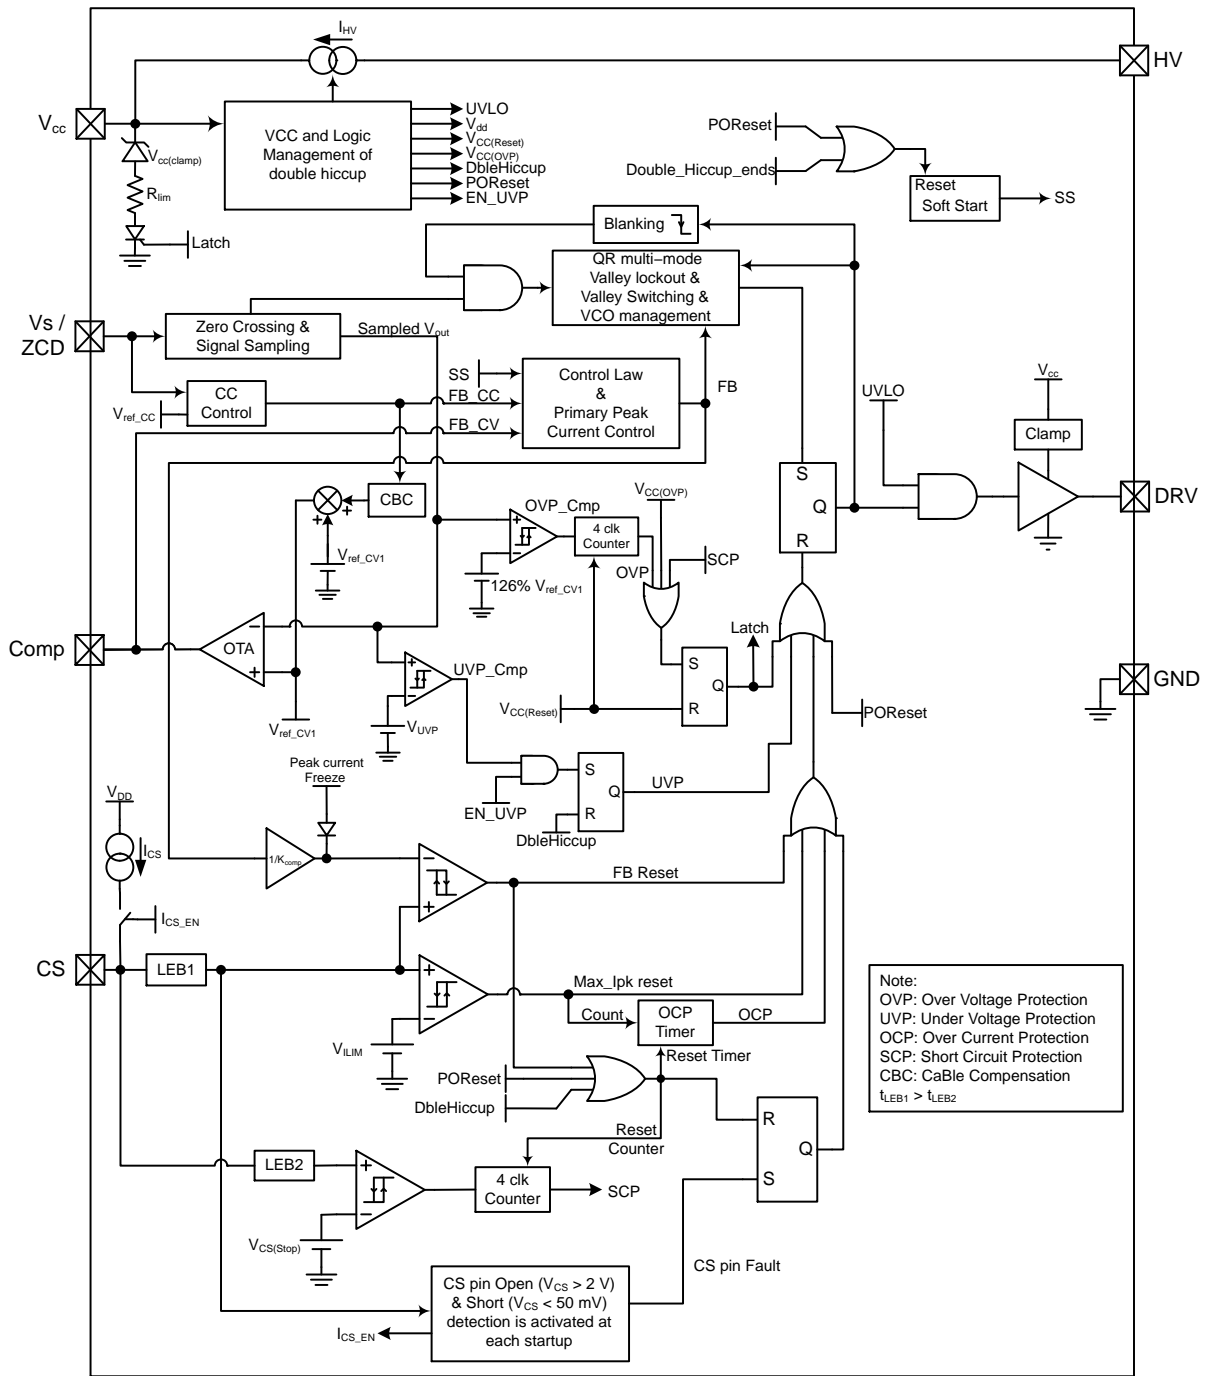 I_HV
HV
V_cc
VCC and Logic
Management of
double hiccup
UVLO
V_dd
V_CC(Reset)
V_CC(OVP)
DbleHiccup
POReset
EN_UVP
V_cc(clamp)
R_lim
Latch
POReset
Double_Hiccup_ends
Reset
Soft Start
SS
Blanking
QR multi−mode
Valley lockout &
Valley Switching &
VCO management
Vs /
ZCD
Zero Crossing &
Signal Sampling
Sampled V_out
CC
Control
V_ref_CC
SS
FB_CC
FB_CV
Control Law
&
Primary Peak
Current Control
FB
UVLO
V_cc
Clamp
DRV
S
Q
R
CBC
+
+
V_ref_CV1
OVP_Cmp
+
−
4 clk
Counter
126% V_ref_CV1
V_CC(OVP)
OVP
SCP
Comp
OTA
−
+
V_ref_CV1
UVP_Cmp
+
−
V_UVP
Latch
S
Q
R
V_CC(Reset)
POReset
GND
EN_UVP
S
Q
R
DbleHiccup
UVP
Peak current
Freeze
V_DD
I_CS
I_CS_EN
1/K_comp
−
+
FB Reset
CS
LEB1
+
−
V_ILIM
Max_Ipk reset
Count
OCP
Timer
OCP
Reset Timer
POReset
DbleHiccup
Reset
Counter
R
Q
S
LEB2
+
−
V_CS(Stop)
4 clk
Counter
SCP
CS pin Fault
CS pin Open (V_CS > 2 V)
& Short (V_CS < 50 mV)
detection is activated at
each startup
I_CS_EN
Note:
OVP: Over Voltage Protection
UVP: Under Voltage Protection
OCP: Over Current Protection
SCP: Short Circuit Protection
CBC: CaBle Compensation
t_LEB1 > t_LEB2